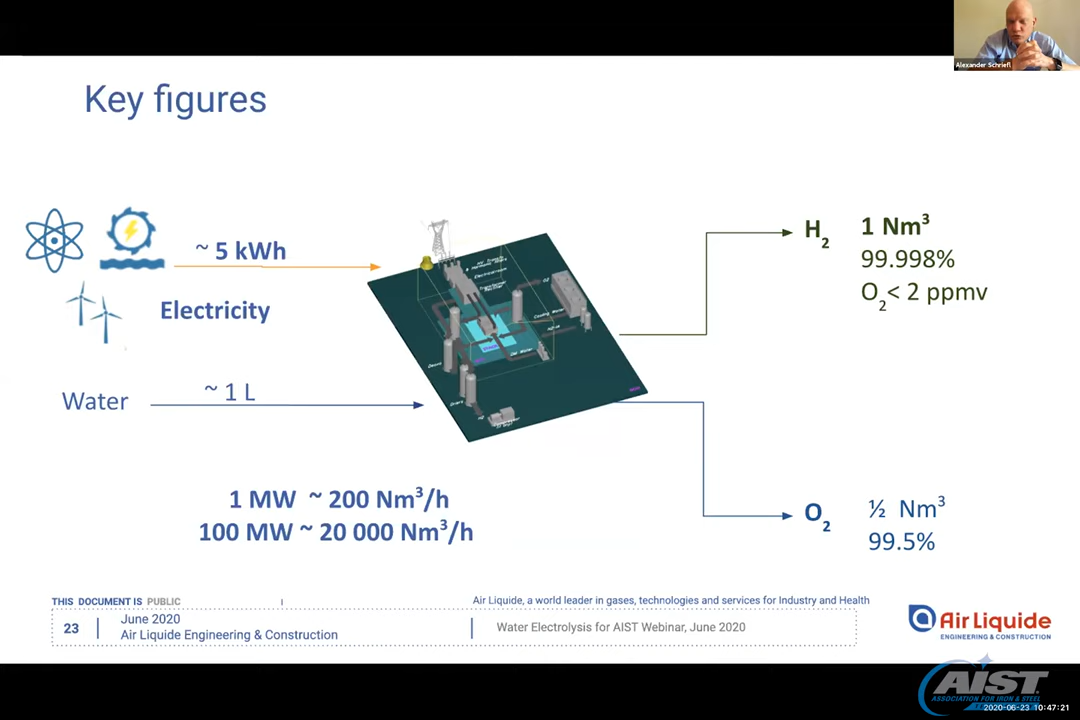 Alexander Schriefl
Key figures
~ 5 kWh
Electricity
Water
~ 1 L
H2
1 Nm³
99.998%
O2< 2 ppmv
O2
½ Nm³
99.5%
1 MW ~ 200 Nm³/h
100 MW ~ 20 000 Nm³/h
THIS DOCUMENT IS PUBLIC
Air Liquide, a world leader in gases, technologies and services for Industry and Health
23
June 2020
Air Liquide Engineering & Construction
Water Electrolysis for AIST Webinar, June 2020
Air Liquide
ENGINEERING & CONSTRUCTION
AIST
ASSOCIATION FOR IRON & STEEL
2020-06-23 10:47:21